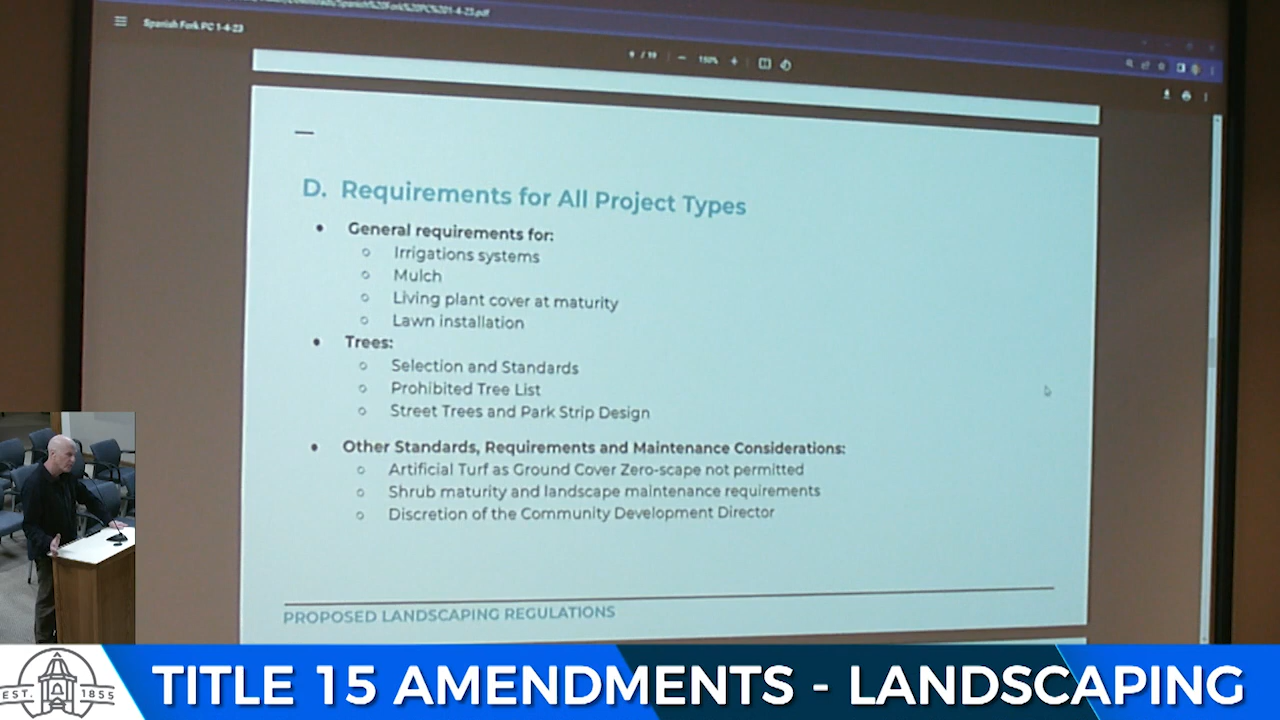 Spanish Fork PC 1-4-23
9 / 19
150%
D. Requirements for All Project Types
General requirements for:
Irrigations systems
Mulch
Living plant cover at maturity
Lawn installation
Trees:
Selection and Standards
Prohibited Tree List
Street Trees and Park Strip Design
Other Standards, Requirements and Maintenance Considerations:
Artificial Turf as Ground Cover Zero-scape not permitted
Shrub maturity and landscape maintenance requirements
Discretion of the Community Development Director
PROPOSED LANDSCAPING REGULATIONS
EST. 1855
TITLE 15 AMENDMENTS - LANDSCAPING